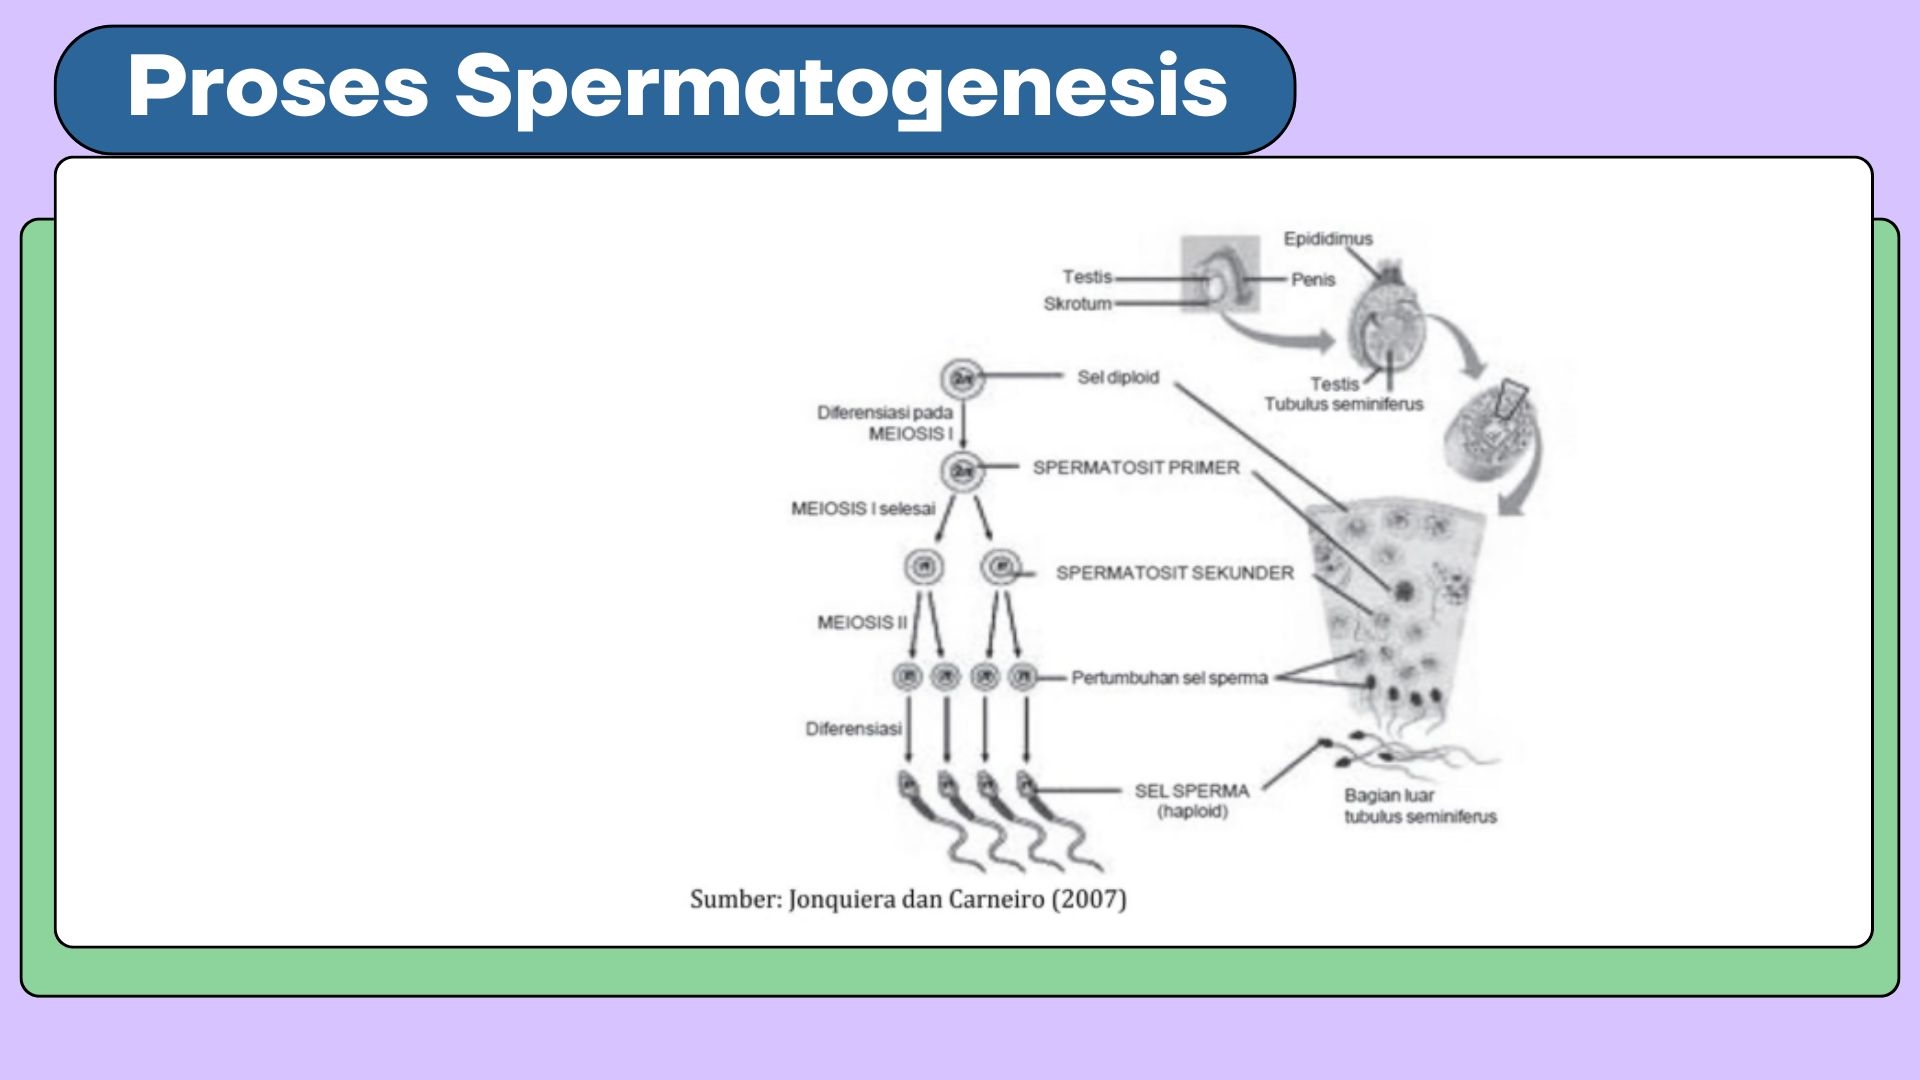 Proses Spermatogenesis
Epididimus
Testis
Penis
Skrotum
Testis
Tubulus seminiferus
Sel diploid
2n
Diferensiasi pada
MEIOSIS I
2n
SPERMATOSIT PRIMER
MEIOSIS I selesai
n
n
SPERMATOSIT SEKUNDER
MEIOSIS II
n
n
n
n
Pertumbuhan sel sperma
Diferensiasi
SEL SPERMA
(haploid)
Bagian luar
tubulus seminiferus
Sumber: Jonquiera dan Carneiro (2007)